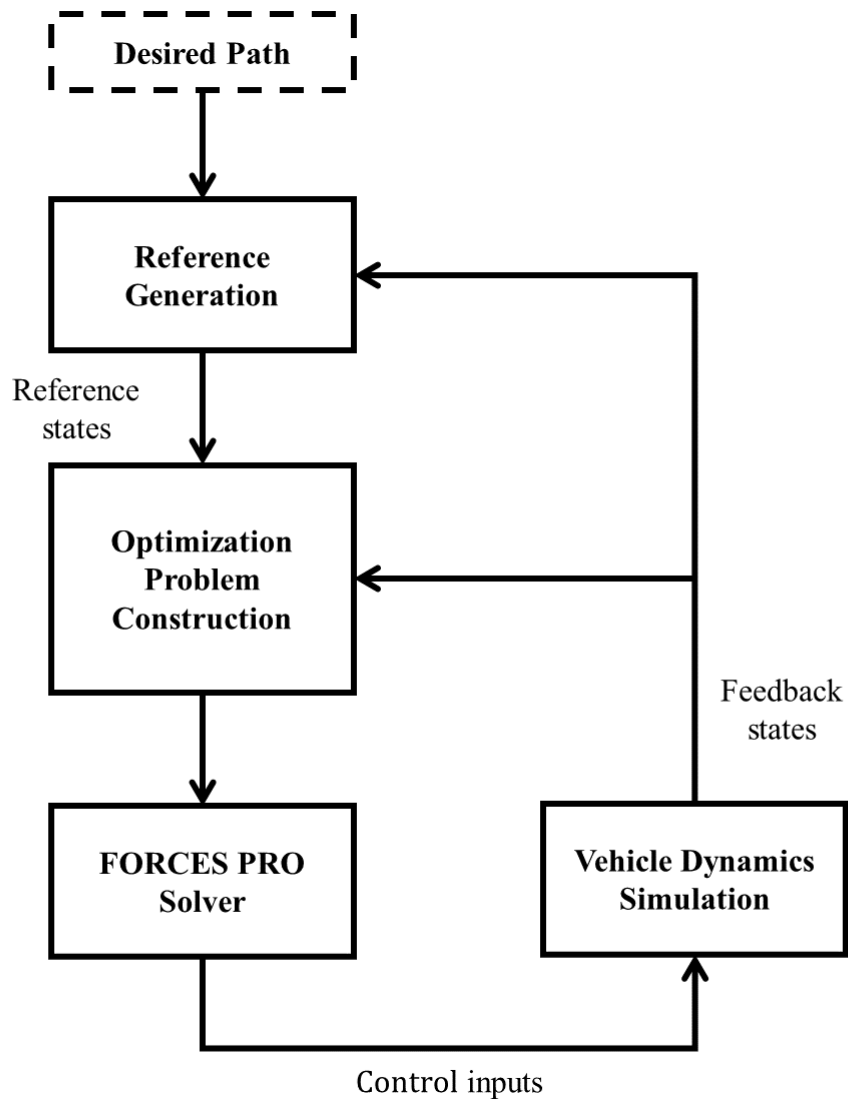 Desired Path
Reference
Generation
Reference
states
Optimization
Problem
Construction
Feedback
states
FORCES PRO
Solver
Vehicle Dynamics
Simulation
Control inputs